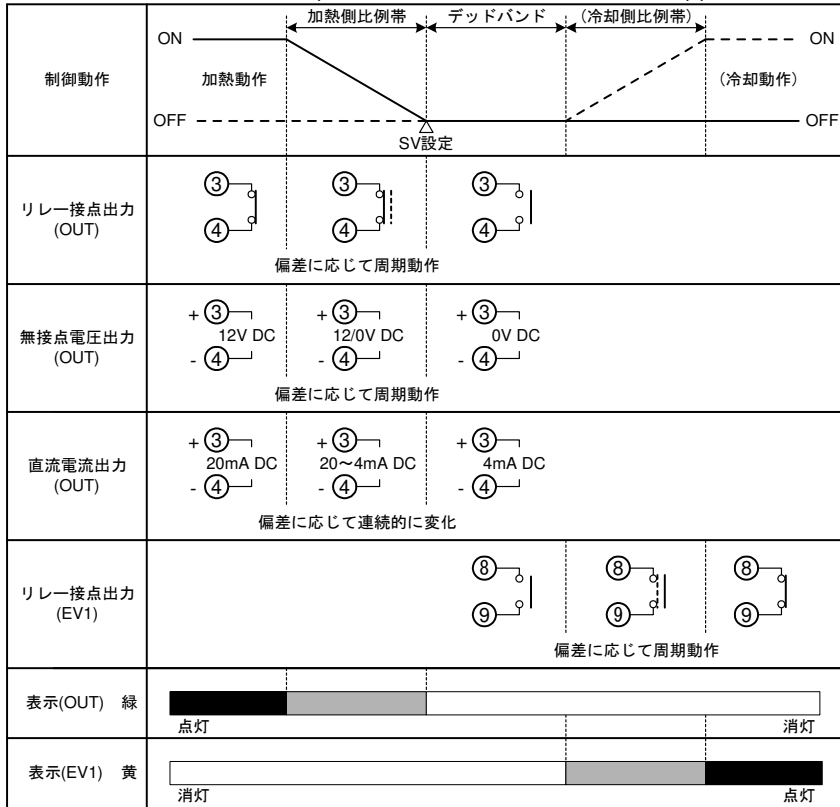 加熱側比例帯 デッドバンド (冷却側比例帯)
ON ON
制御動作 加熱動作 (冷却動作)
OFF OFF
SV設定
リレー接点出力
(OUT)
③ ③ ③
④ ④ ④
偏差に応じて周期動作
無接点電圧出力
(OUT)
+ ③ + ③ + ③
12V DC 12/0V DC 0V DC
- ④ - ④ - ④
偏差に応じて周期動作
直流電流出力
(OUT)
+ ③ + ③ + ③
20mA DC 20～4mA DC 4mA DC
- ④ - ④ - ④
偏差に応じて連続的に変化
リレー接点出力
(EV1)
⑧ ⑧ ⑧
⑨ ⑨ ⑨
偏差に応じて周期動作
表示(OUT) 緑
点灯 消灯
表示(EV1) 黄
消灯 点灯